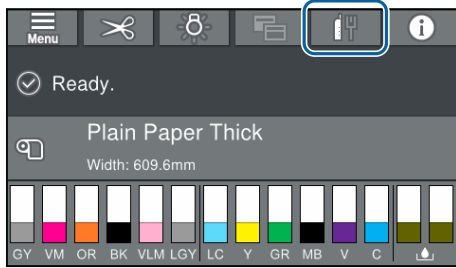 Menu
Ready.
Plain Paper Thick
Width: 609.6mm
GY VM OR BK VLM LGY LC Y GR MB V C